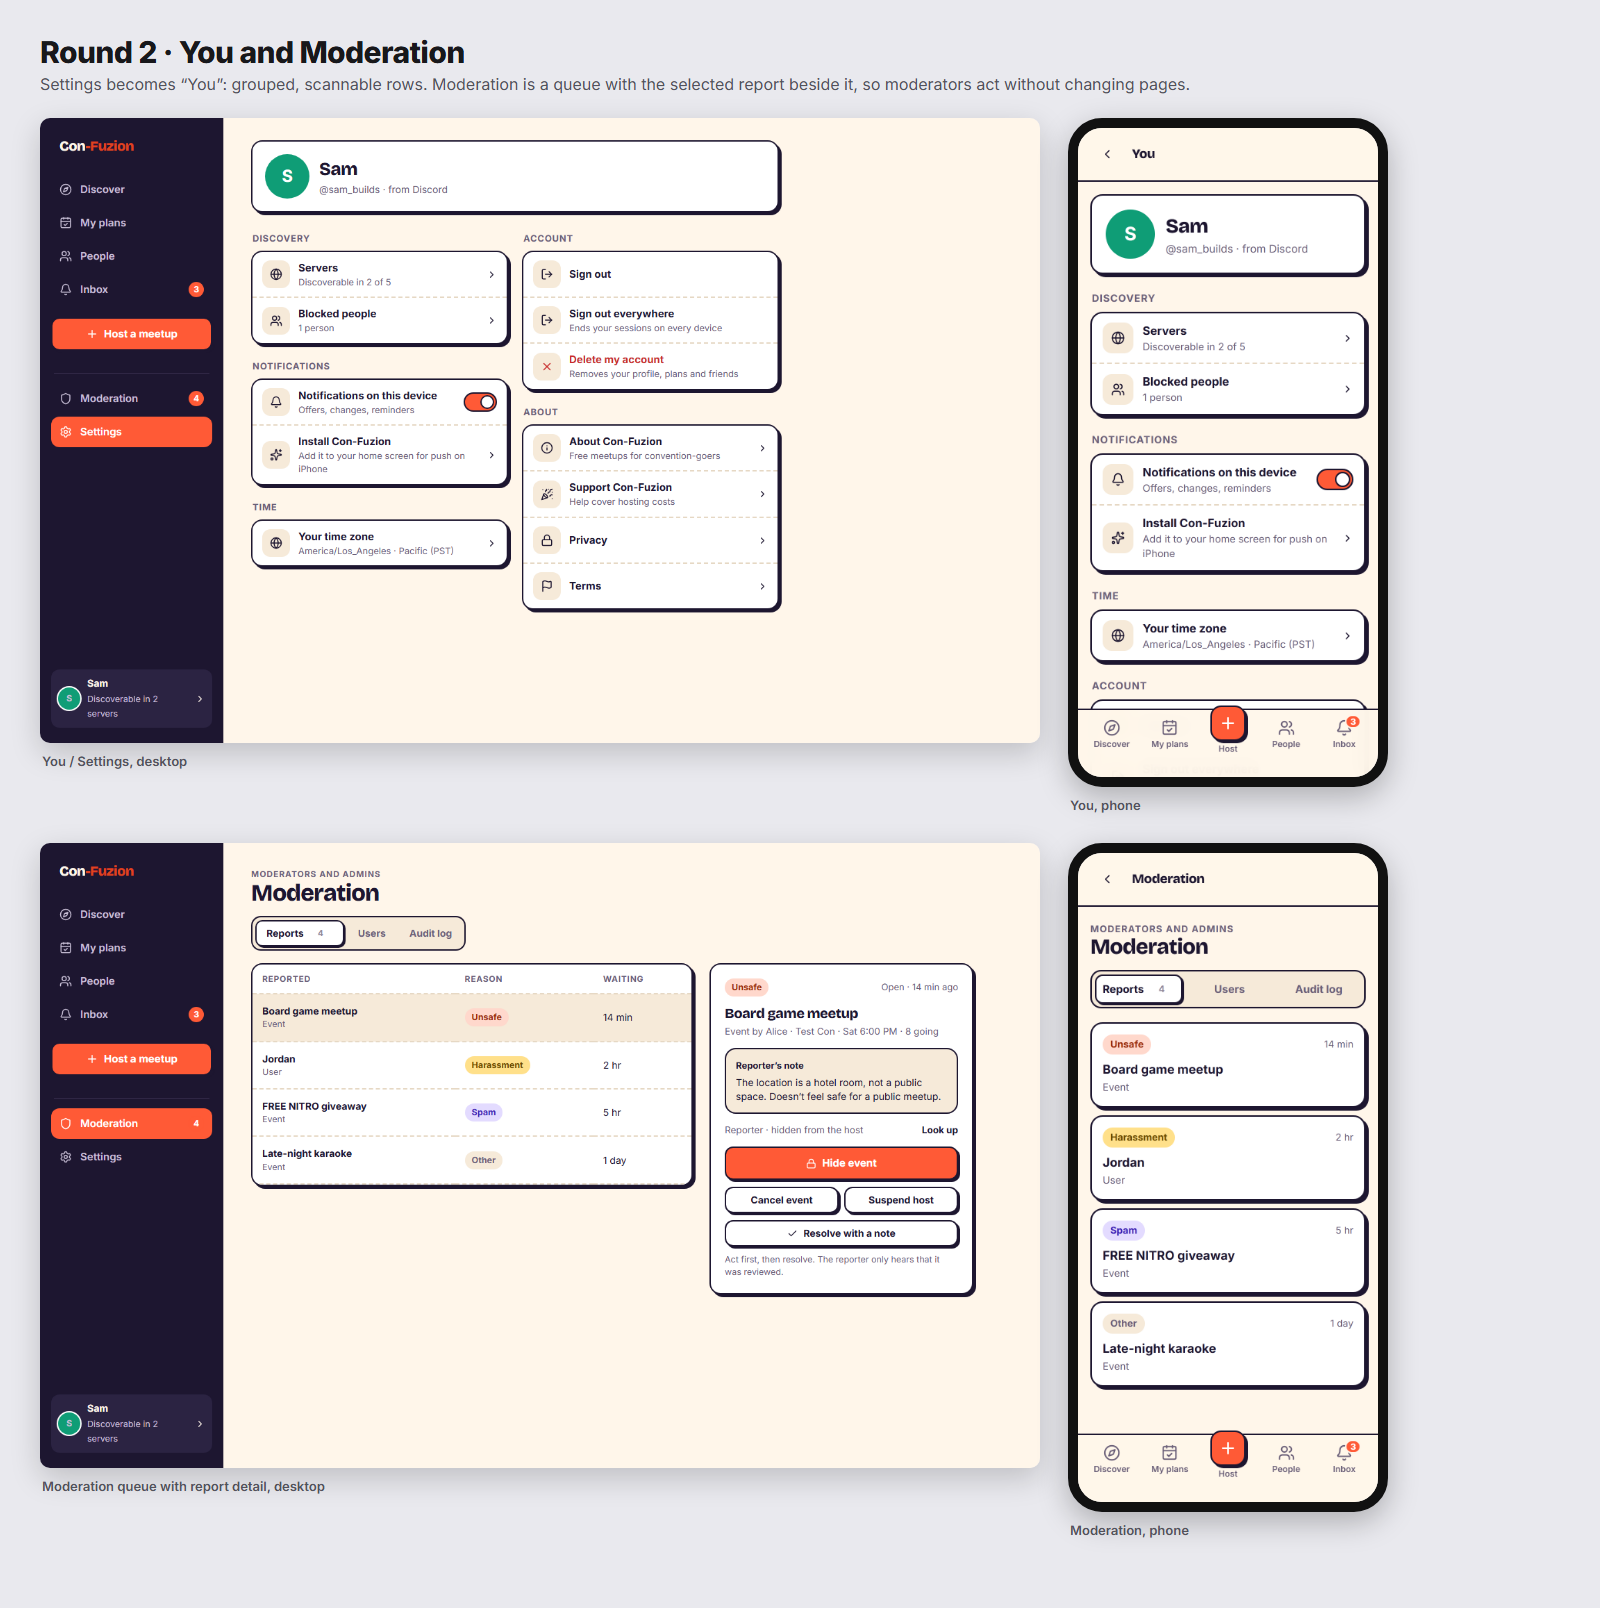 Round 2 · You and Moderation
Settings becomes “You”: grouped, scannable rows. Moderation is a queue with the selected report beside it, so moderators act without changing pages.
Con-Fuzion
Discover
My plans
People
Inbox 3
+ Host a meetup
Moderation 4
Settings
S
Sam
Discoverable in 2
servers
S
Sam
@sam_builds · from Discord
DISCOVERY
Servers
Discoverable in 2 of 5
Blocked people
1 person
NOTIFICATIONS
Notifications on this device
Offers, changes, reminders
Install Con-Fuzion
Add it to your home screen for push on
iPhone
TIME
Your time zone
America/Los_Angeles · Pacific (PST)
ACCOUNT
Sign out
Sign out everywhere
Ends your sessions on every device
Delete my account
Removes your profile, plans and friends
ABOUT
About Con-Fuzion
Free meetups for convention-goers
Support Con-Fuzion
Help cover hosting costs
Privacy
Terms
You / Settings, desktop
You
S
Sam
@sam_builds · from Discord
DISCOVERY
Servers
Discoverable in 2 of 5
Blocked people
1 person
NOTIFICATIONS
Notifications on this device
Offers, changes, reminders
Install Con-Fuzion
Add it to your home screen for push on
iPhone
TIME
Your time zone
America/Los_Angeles · Pacific (PST)
ACCOUNT
3
Discover My plans Host People Inbox
You, phone
Con-Fuzion
Discover
My plans
People
Inbox 3
+ Host a meetup
Moderation 4
Settings
S
Sam
Discoverable in 2
servers
MODERATORS AND ADMINS
Moderation
Reports 4 Users Audit log
REPORTED REASON WAITING
Board game meetup
Event
Unsafe
14 min
Jordan
User
Harassment
2 hr
FREE NITRO giveaway
Event
Spam
5 hr
Late-night karaoke
Event
Other
1 day
Unsafe Open · 14 min ago
Board game meetup
Event by Alice · Test Con · Sat 6:00 PM · 8 going
Reporter’s note
The location is a hotel room, not a public
space. Doesn’t feel safe for a public meetup.
Reporter · hidden from the host Look up
Hide event
Cancel event Suspend host
Resolve with a note
Act first, then resolve. The reporter only hears that it
was reviewed.
Moderation queue with report detail, desktop
Moderation
MODERATORS AND ADMINS
Moderation
Reports 4 Users Audit log
Unsafe 14 min
Board game meetup
Event
Harassment 2 hr
Jordan
User
Spam 5 hr
FREE NITRO giveaway
Event
Other 1 day
Late-night karaoke
Event
3
Discover My plans Host People Inbox
Moderation, phone